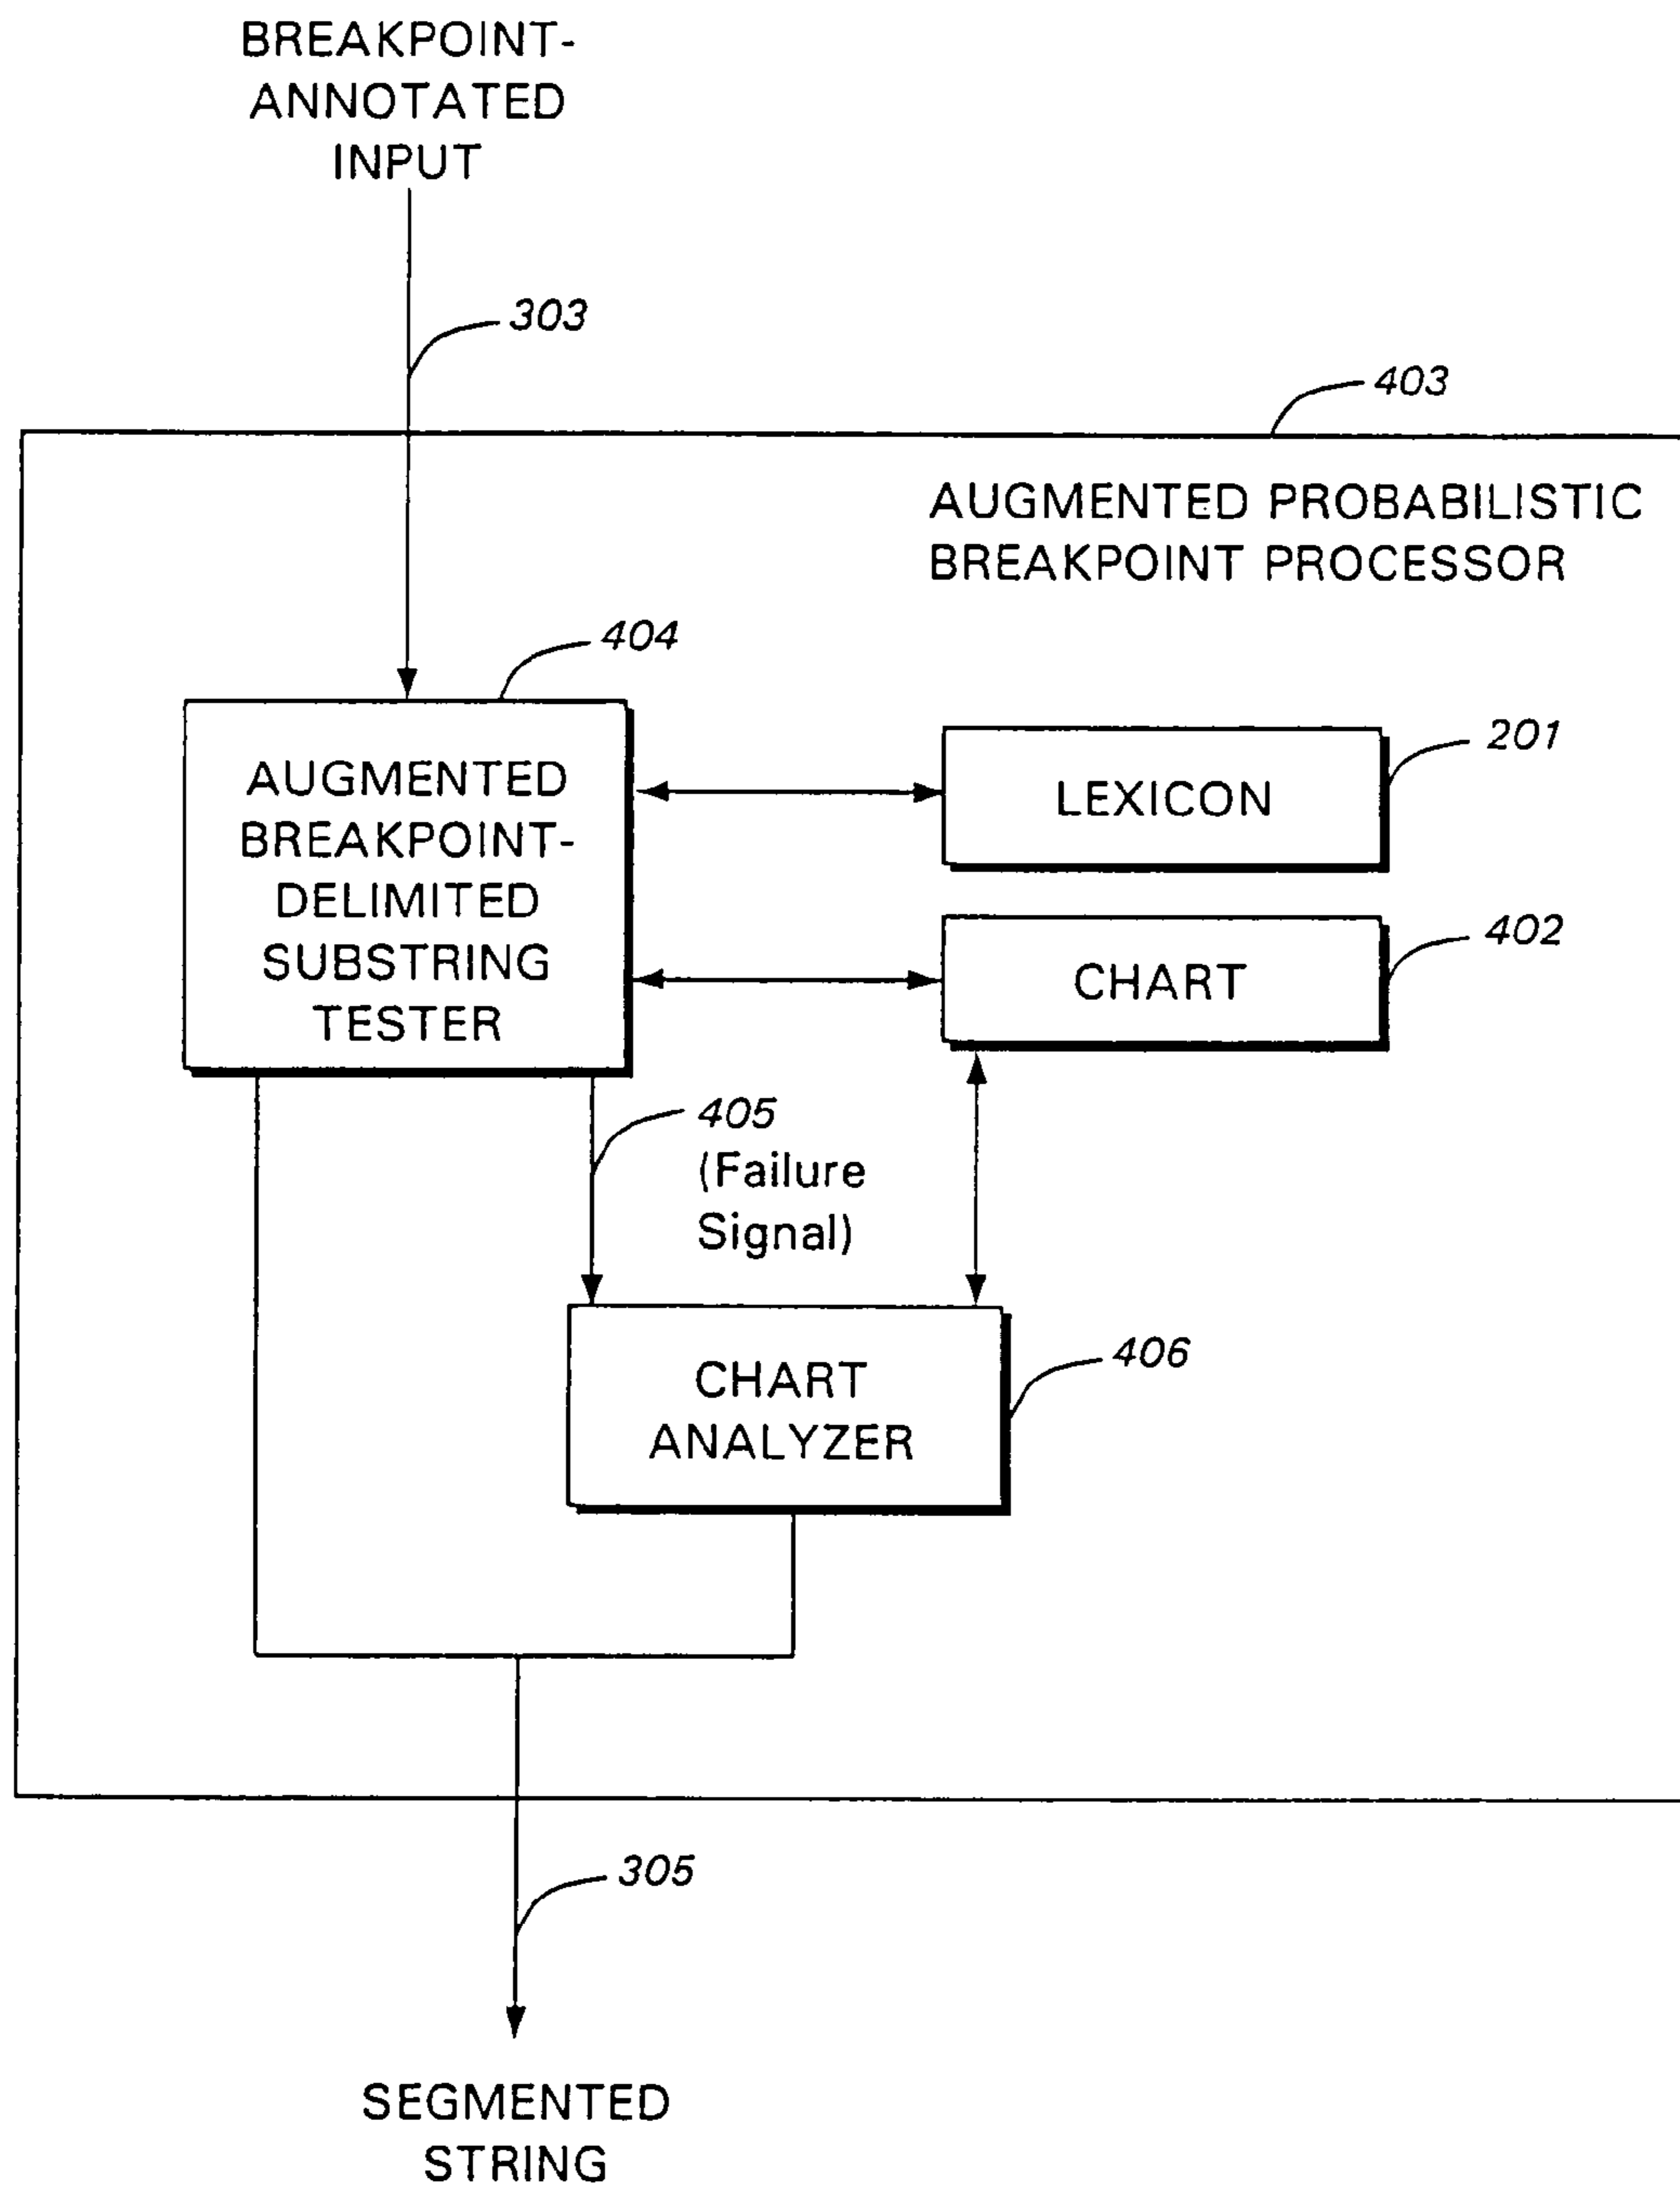 BREAKPOINT-
ANNOTATED
INPUT
303
403
AUGMENTED PROBABILISTIC
BREAKPOINT PROCESSOR
404
AUGMENTED
BREAKPOINT-
DELIMITED
SUBSTRING
TESTER
201
LEXICON
402
CHART
405
(Failure
Signal)
406
CHART
ANALYZER
305
SEGMENTED
STRING